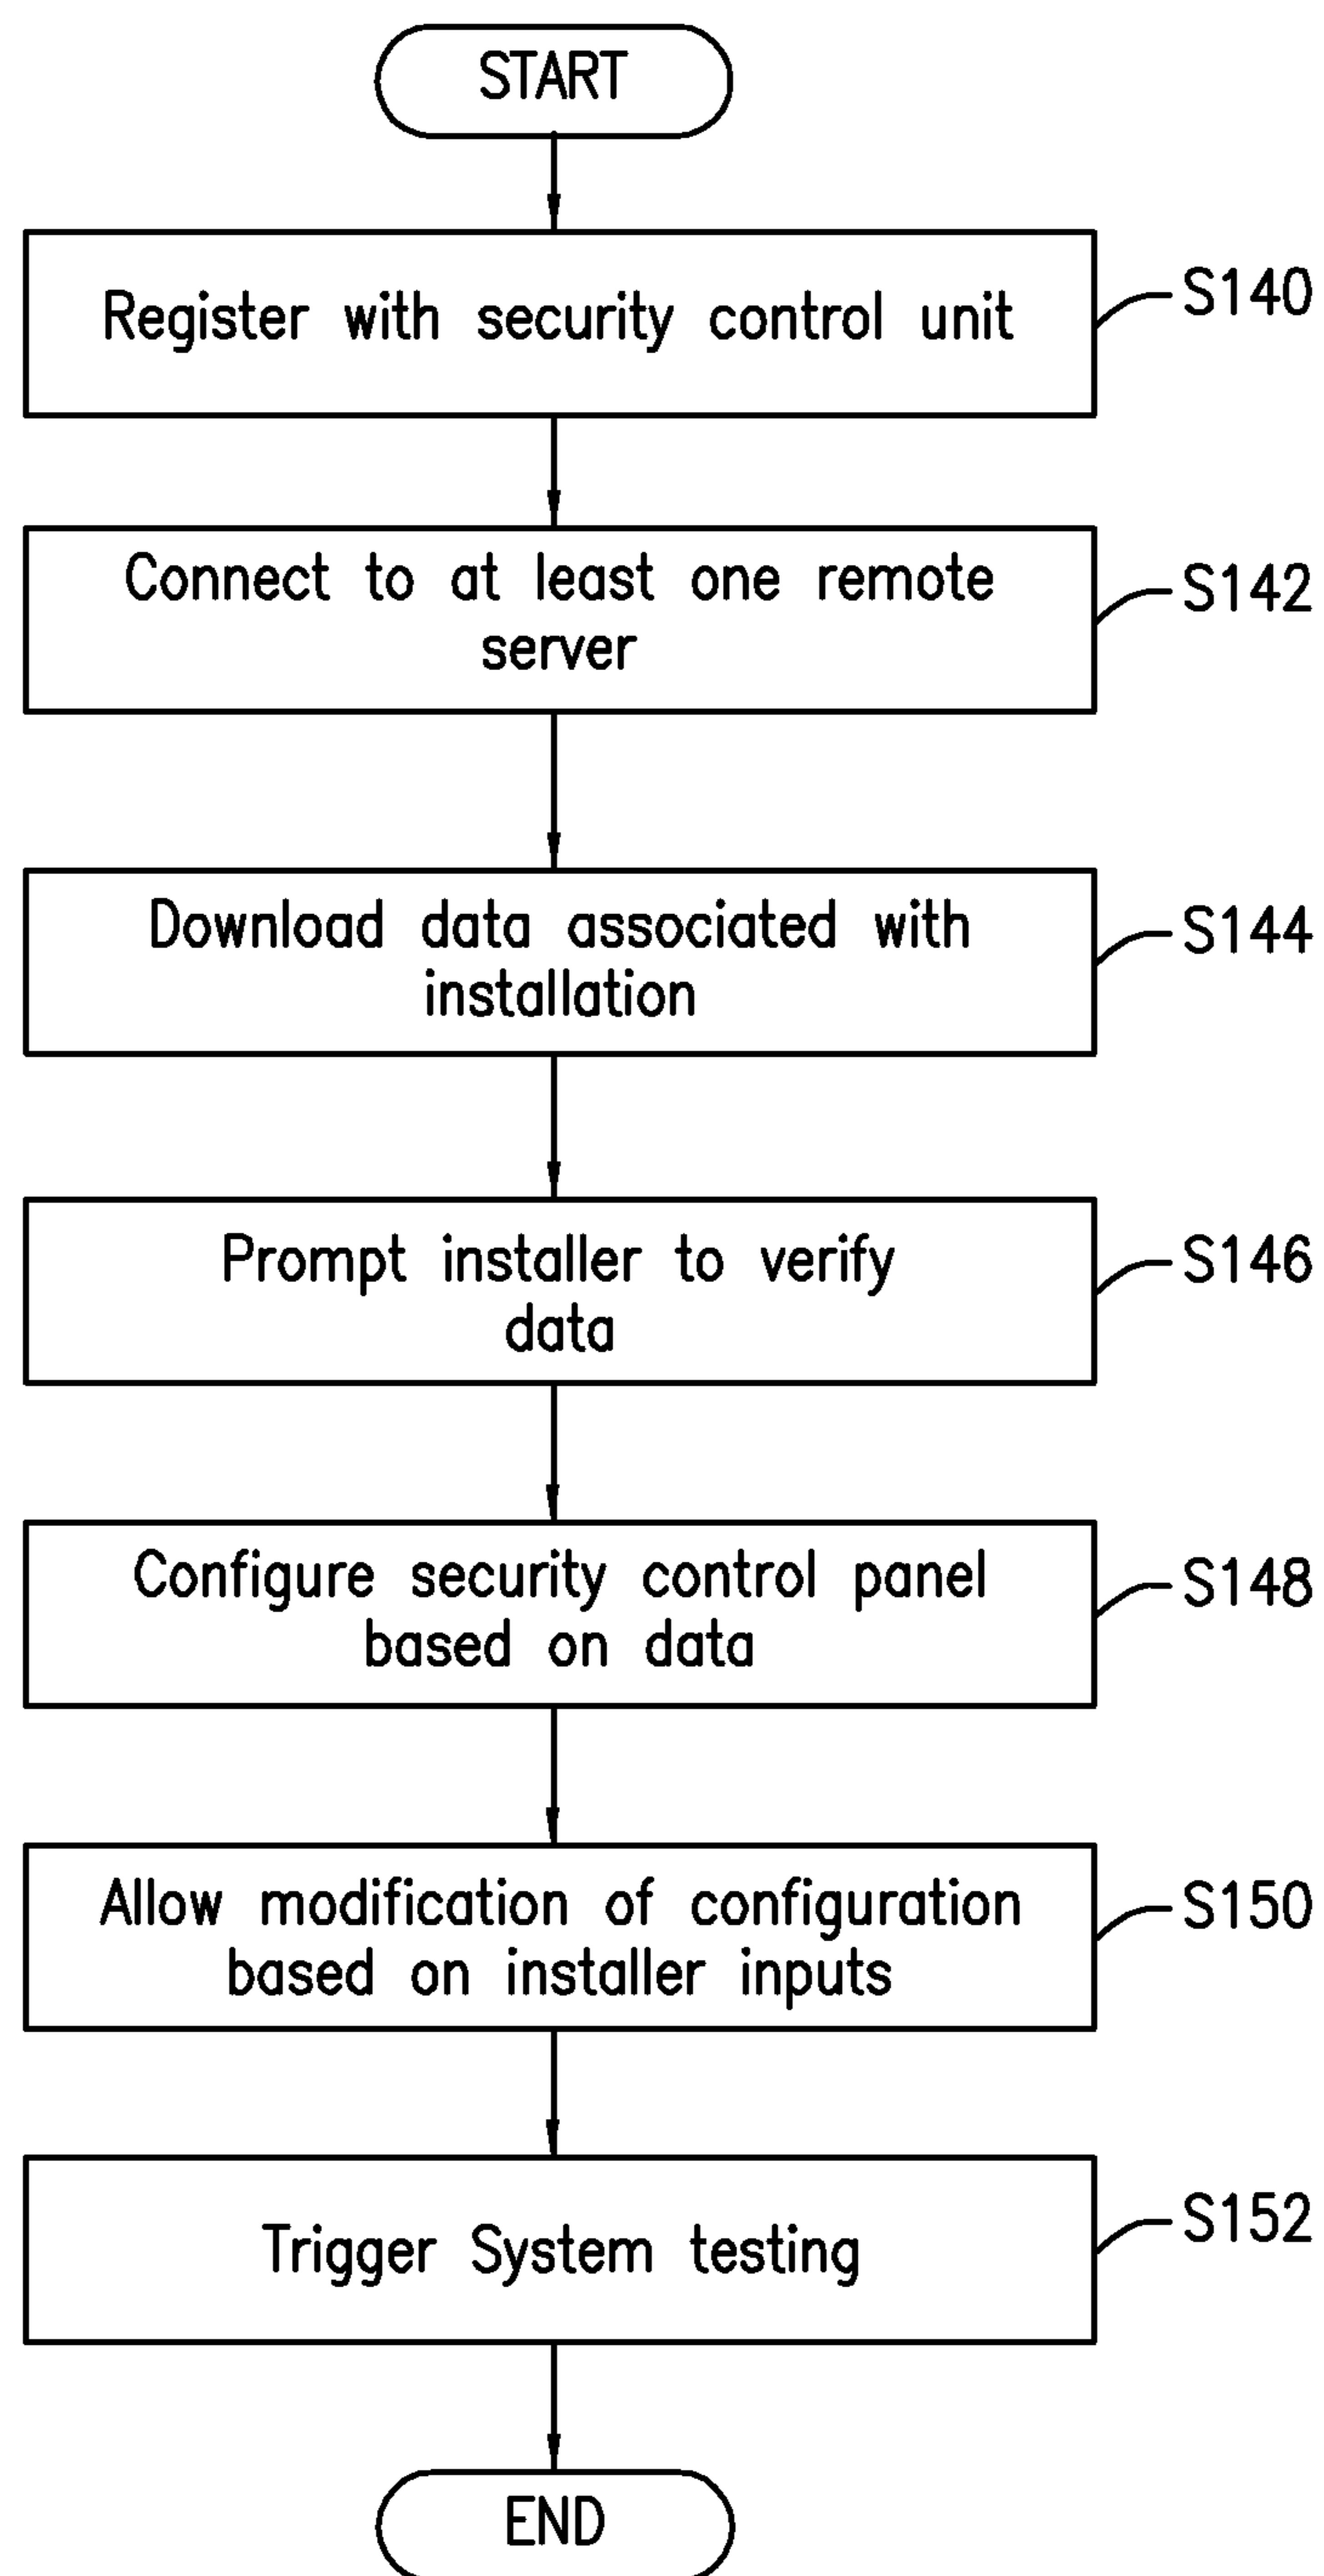 START
Register with security control unit
S140
Connect to at least one remote
server
S142
Download data associated with
installation
S144
Prompt installer to verify
data
S146
Configure security control panel
based on data
S148
Allow modification of configuration
based on installer inputs
S150
Trigger System testing
S152
END